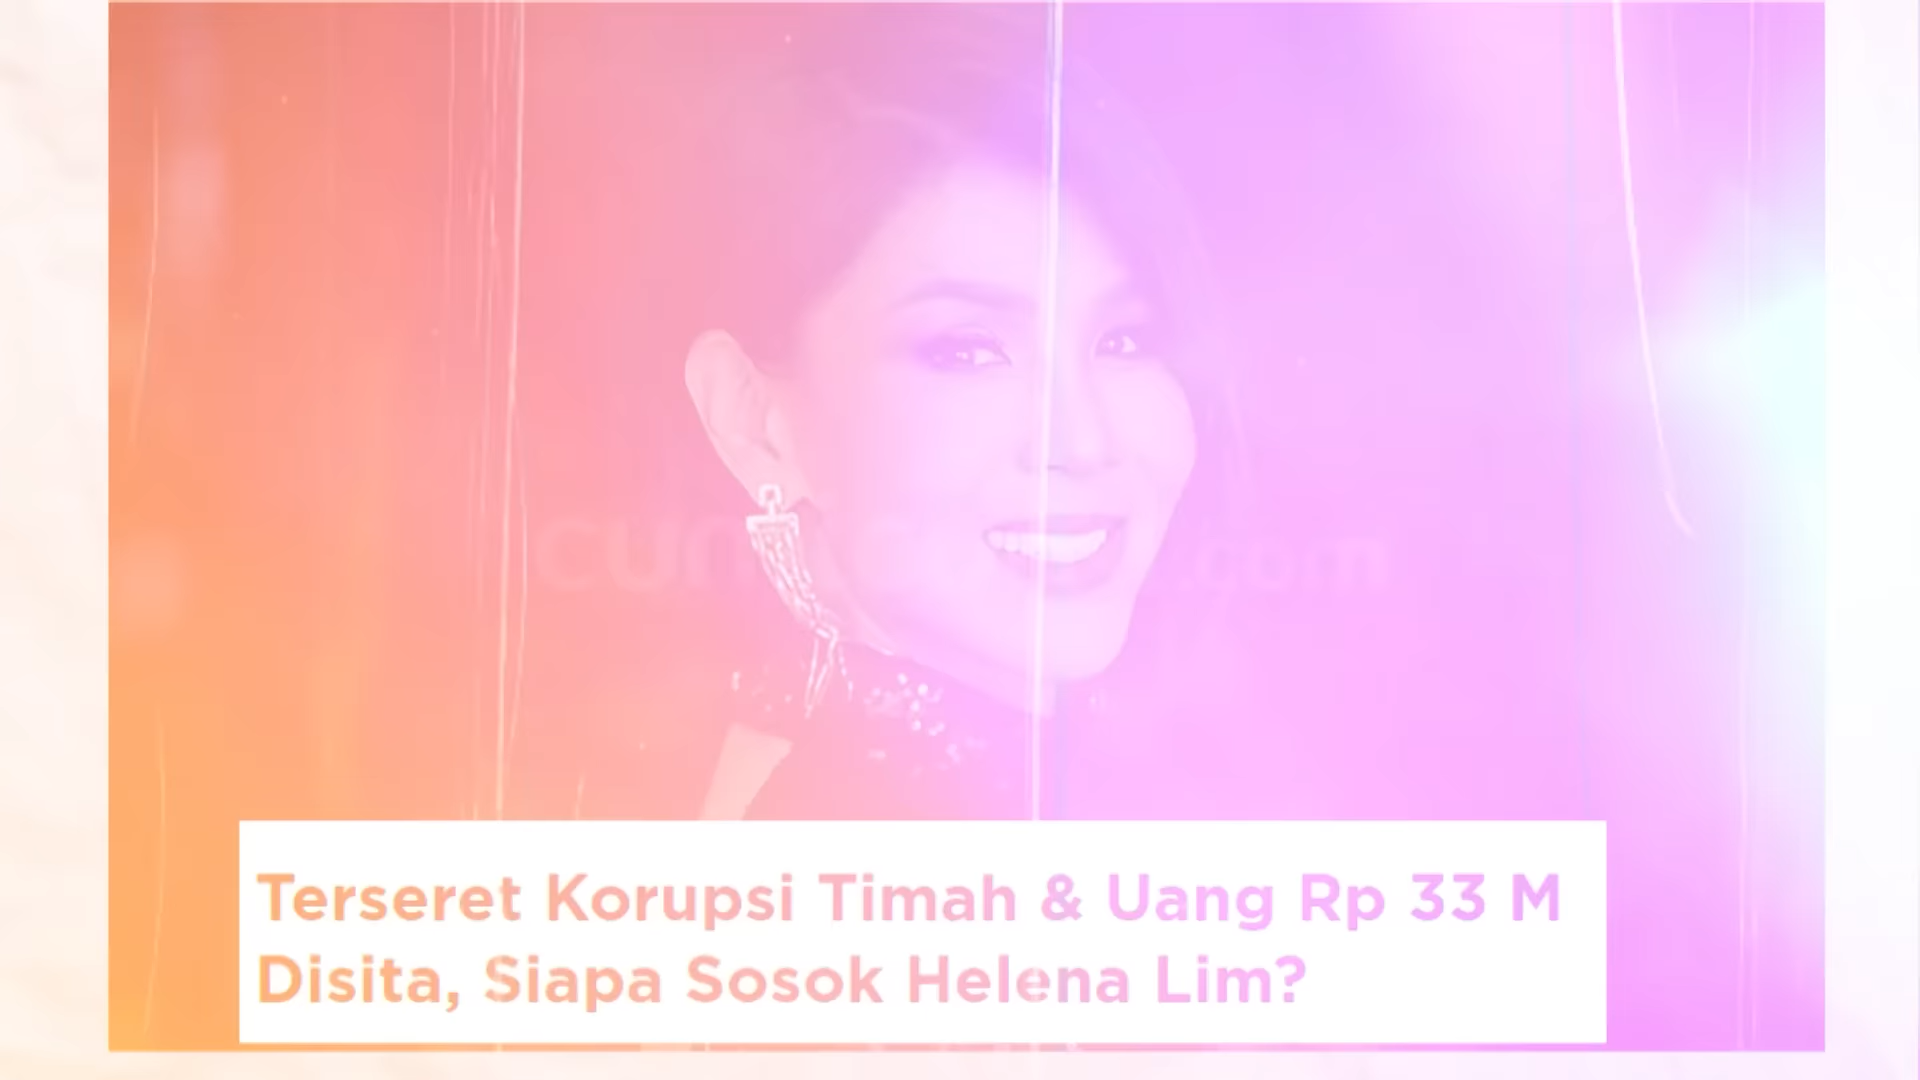 Terseret Korupsi Timah & Uang Rp 33 M
Disita, Siapa Sosok Helena Lim?